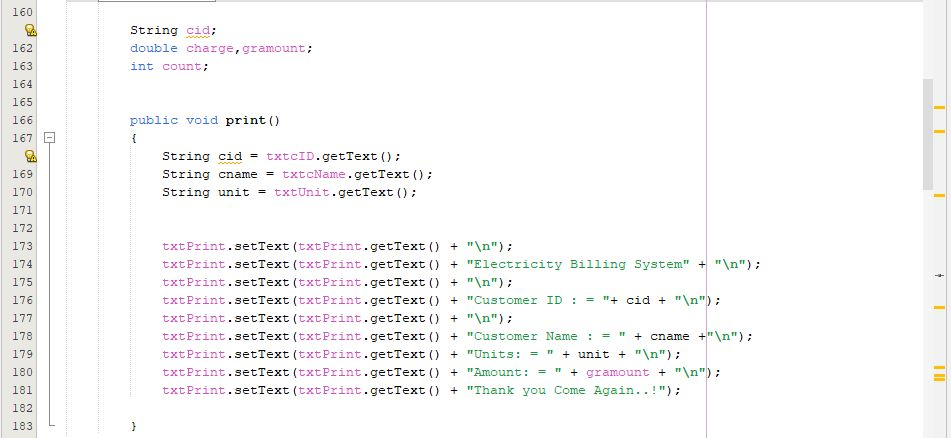 160
String cid;
162 double charge,gramount;
163 int count;
164
165
166 public void print()
167 {
String cid = txtcID.getText();
169 String cname = txtcName.getText();
170 String unit = txtUnit.getText();
171
172
173 txtPrint.setText(txtPrint.getText() + "\n");
174 txtPrint.setText(txtPrint.getText() + "Electricity Billing System" + "\n");
175 txtPrint.setText(txtPrint.getText() + "\n");
176 txtPrint.setText(txtPrint.getText() + "Customer ID : = "+ cid + "\n");
177 txtPrint.setText(txtPrint.getText() + "\n");
178 txtPrint.setText(txtPrint.getText() + "Customer Name : = " + cname +"\n");
179 txtPrint.setText(txtPrint.getText() + "Units: = " + unit + "\n");
180 txtPrint.setText(txtPrint.getText() + "Amount: = " + gramount + "\n");
181 txtPrint.setText(txtPrint.getText() + "Thank you Come Again..!");
182
183 }